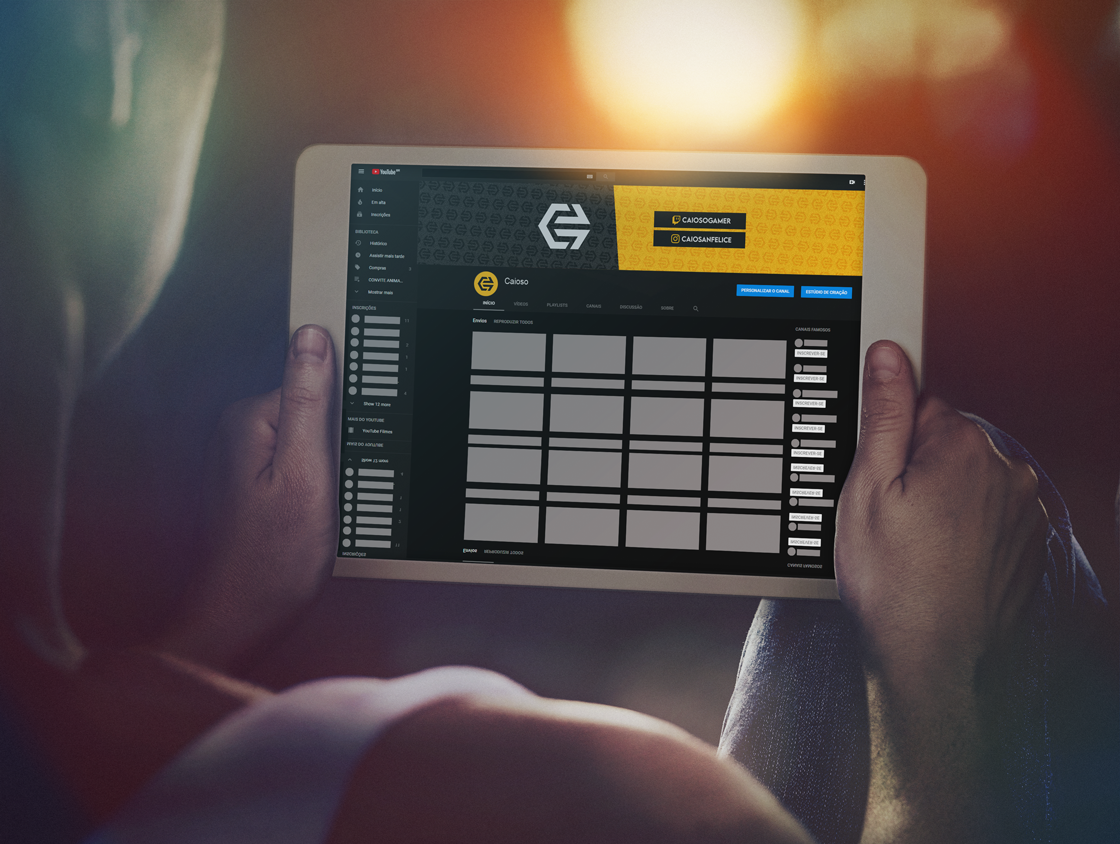 YouTube BR
Início
Em alta
Inscrições
BIBLIOTECA
Histórico
Assistir mais tarde
Compras
CONVITE ANIMA...
Mostrar mais
INSCRIÇÕES
Show 12 more
MAIS DO YOUTUBE
YouTube Filmes
CAIOSOGAMER
CAIOSANFELICE
Caioso
PERSONALIZAR O CANAL
ESTÚDIO DE CRIAÇÃO
INÍCIO VÍDEOS PLAYLISTS CANAIS DISCUSSÃO SOBRE
Envios REPRODUZIR TODOS
CANAIS FAMOSOS
INSCREVER-SE
INSCREVER-SE
INSCREVER-SE
INSCREVER-SE
INSCREVER-SE
INSCREVER-SE
INSCREVER-SE
INSCREVER-SE
INSCREVER-SE